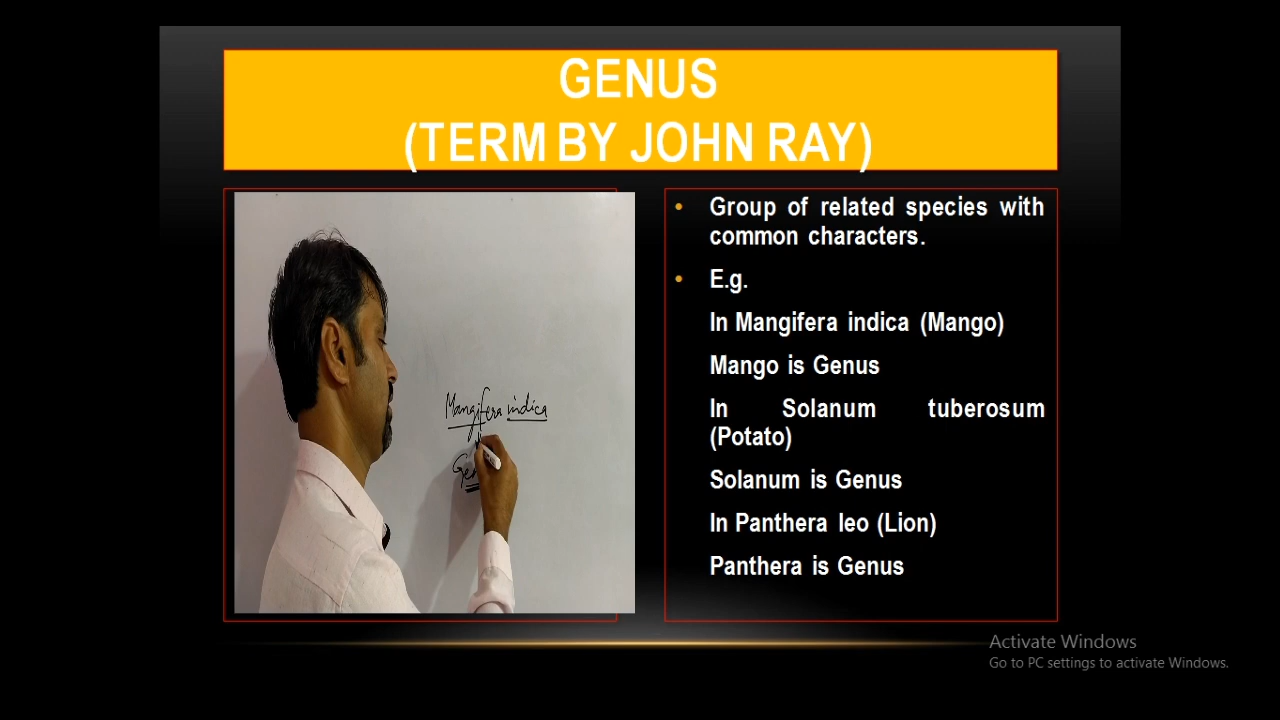 GENUS
(TERM BY JOHN RAY)
Mangifera indica
• Group of related species with
common characters.
• E.g.
In Mangifera indica (Mango)
Mango is Genus
In Solanum tuberosum
(Potato)
Solanum is Genus
In Panthera leo (Lion)
Panthera is Genus
Activate Windows
Go to PC settings to activate Windows.